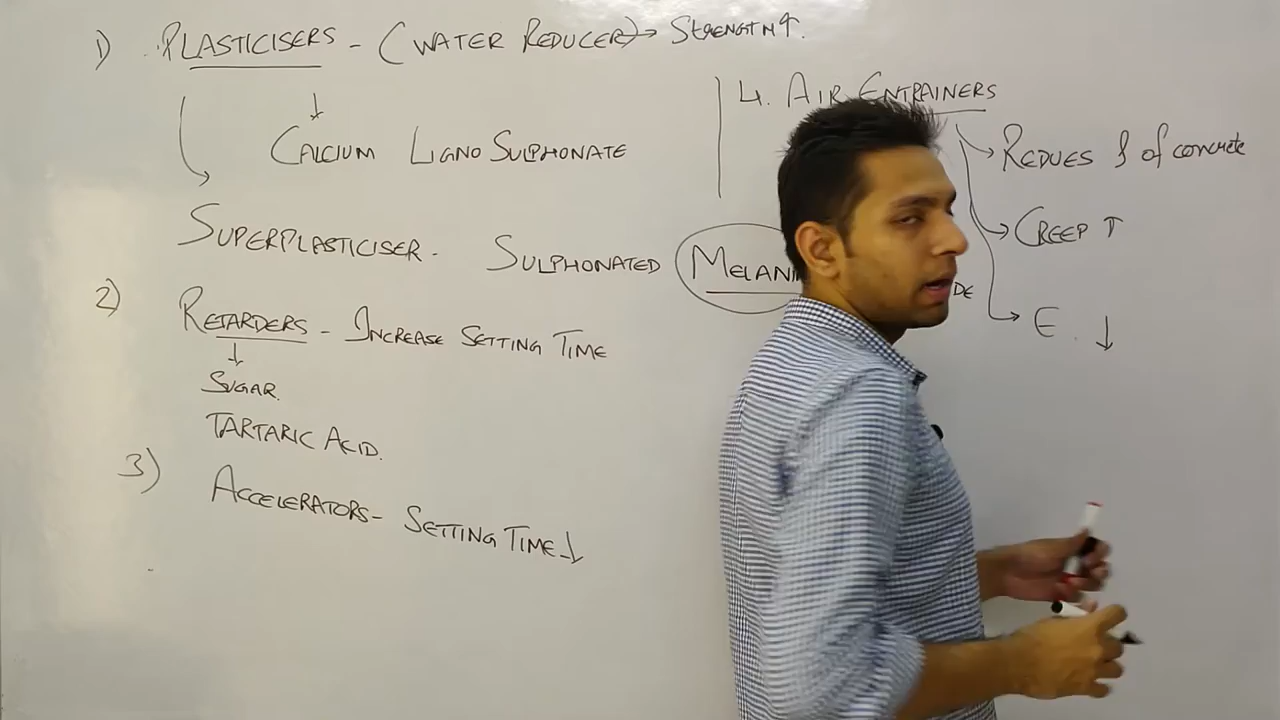 1) PLASTICISERS - (WATER REDUCER)→ STRENGTH↑.
↓
CALCIUM LIGNO SULPHONATE
SUPERPLASTICISER. SULPHONATED
2) RETARDERS - INCREASE SETTING TIME
↓
SUGAR.
TARTARIC ACID.
3) ACCELERATORS- SETTING TIME↓
4. AIR ENTRAINERS
→ REDUES ρ of concrete
→ CREEP ↑
→ E. ↓